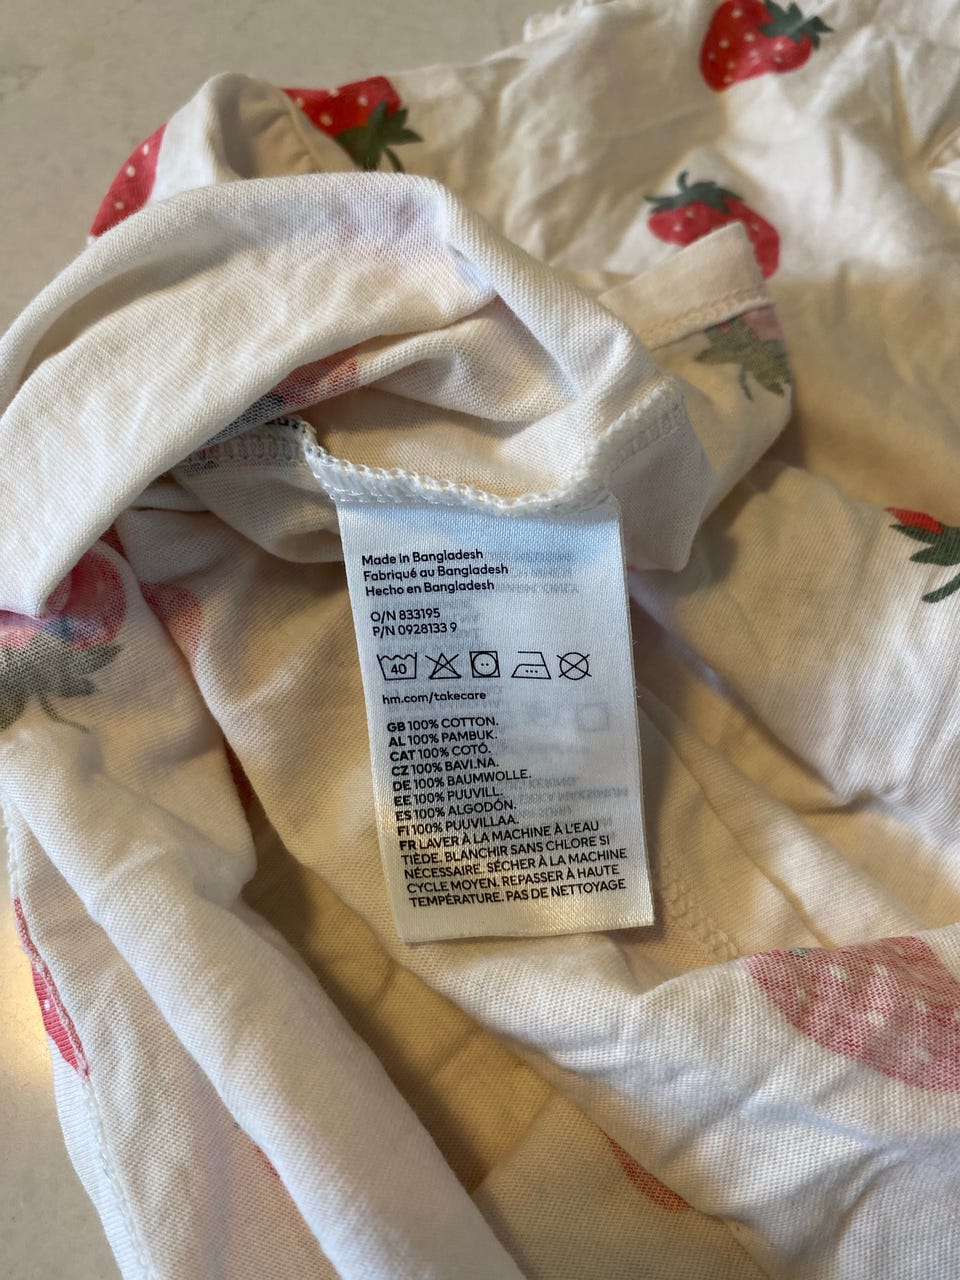 Made in Bangladesh
Fabriqué au Bangladesh
Hecho en Bangladesh
O/N 833195
P/N 0928133 9
40
hm.com/takecare
GB 100% COTTON.
AL 100% PAMBUK.
CAT 100% COTÓ.
CZ 100% BAVLNA.
DE 100% BAUMWOLLE.
EE 100% PUUVILL.
ES 100% ALGODÓN.
FI 100% PUUVILLAA.
FR LAVER À LA MACHINE À L'EAU
TIÈDE. BLANCHIR SANS CHLORE SI
NÉCESSAIRE. SÉCHER À LA MACHINE
CYCLE MOYEN. REPASSER À HAUTE
TEMPÉRATURE. PAS DE NETTOYAGE